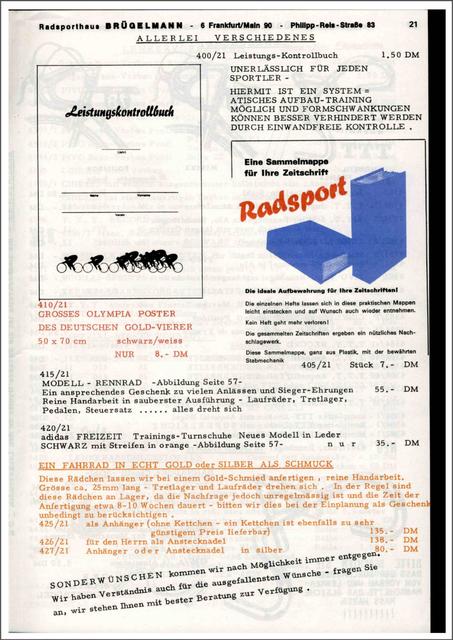 Radsporthaus BRÜGELMANN - 6 Frankfurt/Main 90 - Philipp-Reis-Straße 83 21
ALLERLEI VERSCHIEDENES
400/21 Leistungs-Kontrollbuch 1.50 DM
UNERLÄSSLICH FÜR JEDEN
SPORTLER -
HIERMIT IST EIN SYSTEM =
ATISCHES AUFBAU-TRAINING
MÖGLICH UND FORMSCHWANKUNGEN
KÖNNEN BESSER VERHINDERT WERDEN
DURCH EINWANDFREIE KONTROLLE .
Leistungskontrollbuch
Name Vorname
Verein
Eine Sammelmappe
für Ihre Zeitschrift
Radsport
Die ideale Aufbewehrung für Ihre Zeitschriften!
Die einzelnen Hefte lassen sich in diese praktischen Mappen
leicht einstecken und auf Wunsch auch wieder entnehmen.
Kein Heft geht mehr verloren!
Die gesammelten Zeitschriften ergeben ein nützliches Nach-
schlagewerk.
Diese Sammelmappe, ganz aus Plastik, mit der bewährten
Stabmechanik
405/21 Stück 7.- DM
410/21
GROSSES OLYMPIA POSTER
DES DEUTSCHEN GOLD-VIERER
50 x 70 cm schwarz/weiss
NUR 8.- DM
415/21
MODELL - RENNRAD -Abbildung Seite 57-
Ein ansprechendes Geschenk zu vielen Anlässen und Sieger-Ehrungen 55.- DM
Reine Handarbeit in sauberster Ausführung - Laufräder, Tretlager,
Pedalen, Steuersatz ...... alles dreht sich
420/21
adidas FREIZEIT Trainings-Turnschuhe Neues Modell in Leder
SCHWARZ mit Streifen in orange -Abbildung Seite 57- nur 35.- DM
EIN FAHRRAD IN ECHT GOLD oder SILBER ALS SCHMUCK
Diese Rädchen lassen wir bei einem Gold-Schmied anfertigen , reine Handarbeit.
Grösse ca. 25mm lang - Tretlager und Laufräder drehen sich . In der Regel sind
diese Rädchen an Lager, da die Nachfrage jedoch unregelmässig ist und die Zeit der
Anfertigung etwa 8-10 Wochen dauert - bitten wir dies bei der Einplanung als Geschenk
unbedingt zu berücksichtigen .
425/21 als Anhänger (ohne Kettchen - ein Kettchen ist ebenfalls zu sehr
günstigem Preis lieferbar) 135.- DM
426/21 für den Herrn als Anstecknadel 138.- DM
427/21 Anhänger oder Anstecknadel in silber 80.- DM
SONDERWÜNSCHEN kommen wir nach Möglichkeit immer entgegen.
Wir haben Verständnis auch für die ausgefallensten Wünsche - fragen Sie
an, wir stehen Ihnen mit bester Beratung zur Verfügung .